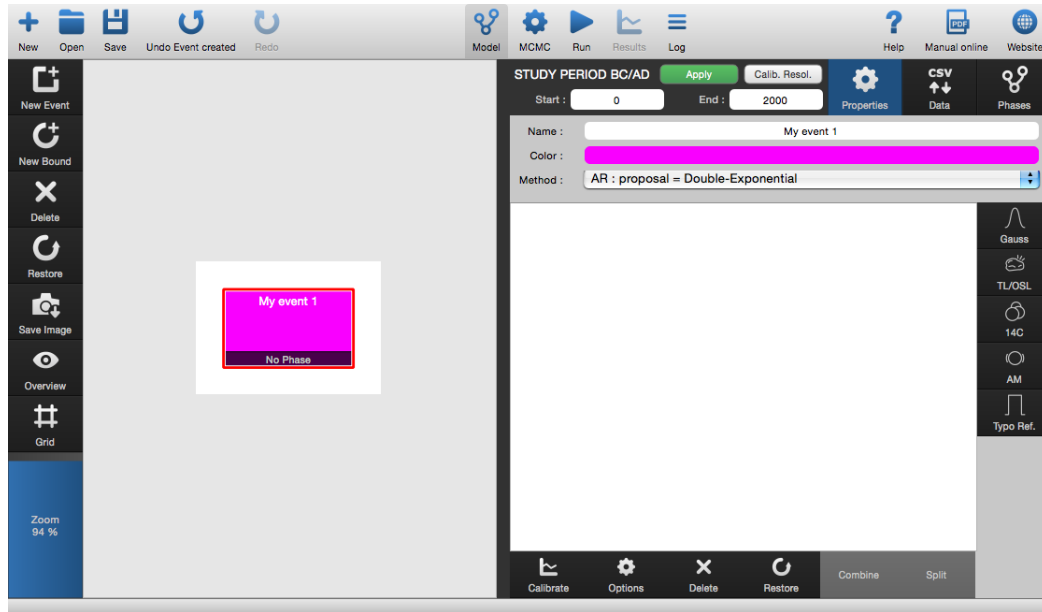 New Open Save Undo Event created Redo Model MCMC Run Results Log Help Manual online Website
PDF
New Event
New Bound
Delete
Restore
Save Image
Overview
Grid
Zoom
94 %
My event 1
No Phase
STUDY PERIOD BC/AD Apply Calib. Resol.
Start : 0 End : 2000
Properties
CSV
Data
Phases
Name : My event 1
Color :
Method : AR : proposal = Double-Exponential
Gauss
TL/OSL
14C
AM
Typo Ref.
Calibrate Options Delete Restore Combine Split